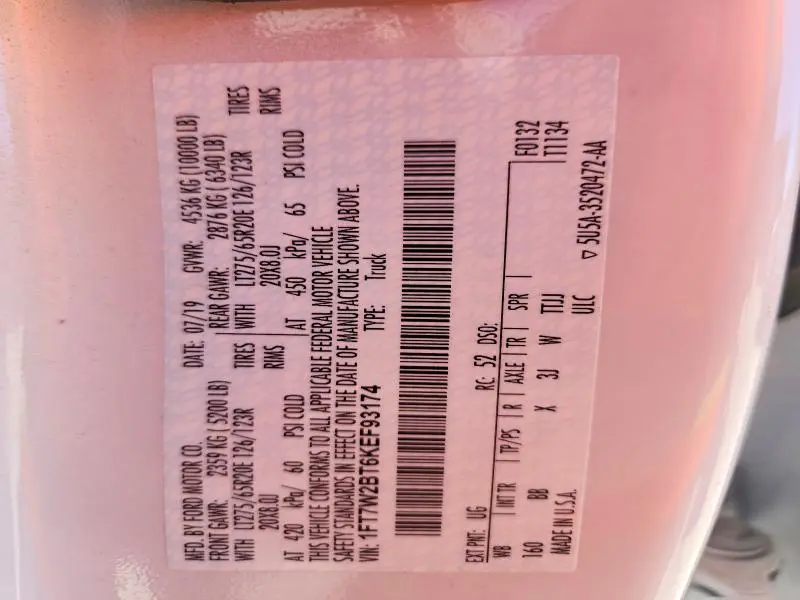 MFD. BY FORD MOTOR CO.
DATE: 07/19 GVWR: 4536 KG (10000 LB)
FRONT GAWR: 2359 KG (5200 LB) REAR GAWR: 2876 KG (6340 LB)
WITH LT275/65R20E 126/123R TIRES WITH LT275/65R20E 126/123R TIRES
20X8.0J RIMS 20X8.0J RIMS
AT 420 kPa/ 60 PSI COLD AT 450 kPa/ 65 PSI COLD
THIS VEHICLE CONFORMS TO ALL APPLICABLE FEDERAL MOTOR VEHICLE
SAFETY STANDARDS IN EFFECT ON THE DATE OF MANUFACTURE SHOWN ABOVE.
VIN: 1FT7W2BT6KEF93174 TYPE: Truck
EXT PNT: UG RC: 52 DSO: F0132
WB INT TR TP/PS R AXLE TR SPR T1134
160 BB X 3J W TTJJ
MADE IN U.S.A. ULC
▽ 5U5A-3520472-AA